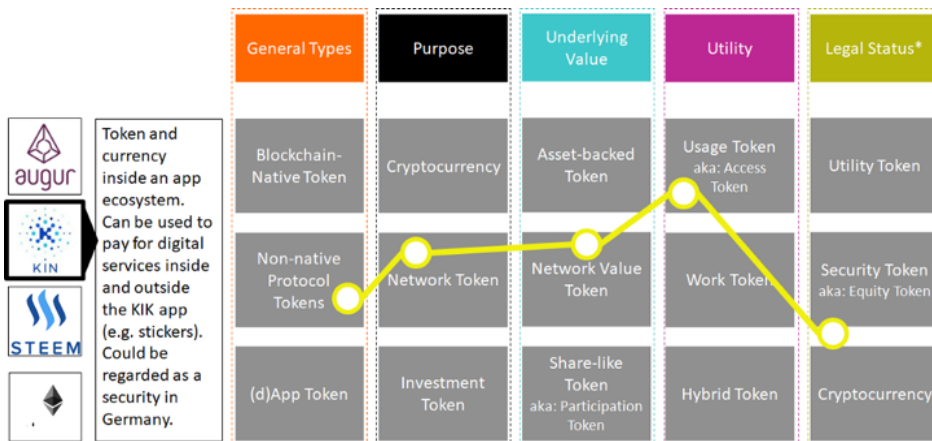 General Types
Purpose
Underlying
Value
Utility
Legal Status*
augur
KIN
STEEM
Token and
currency
inside an app
ecosystem.
Can be used to
pay for digital
services inside
and outside
the KIK app
(e.g. stickers).
Could be
regarded as a
security in
Germany.
Blockchain-
Native Token
Cryptocurrency
Asset-backed
Token
Usage Token
aka: Access
Token
Utility Token
Non-native
Protocol
Tokens
Network Token
Network Value
Token
Work Token
Security Token
aka: Equity Token
(d)App Token
Investment
Token
Share-like
Token
aka: Participation Token
Hybrid Token
Cryptocurrency